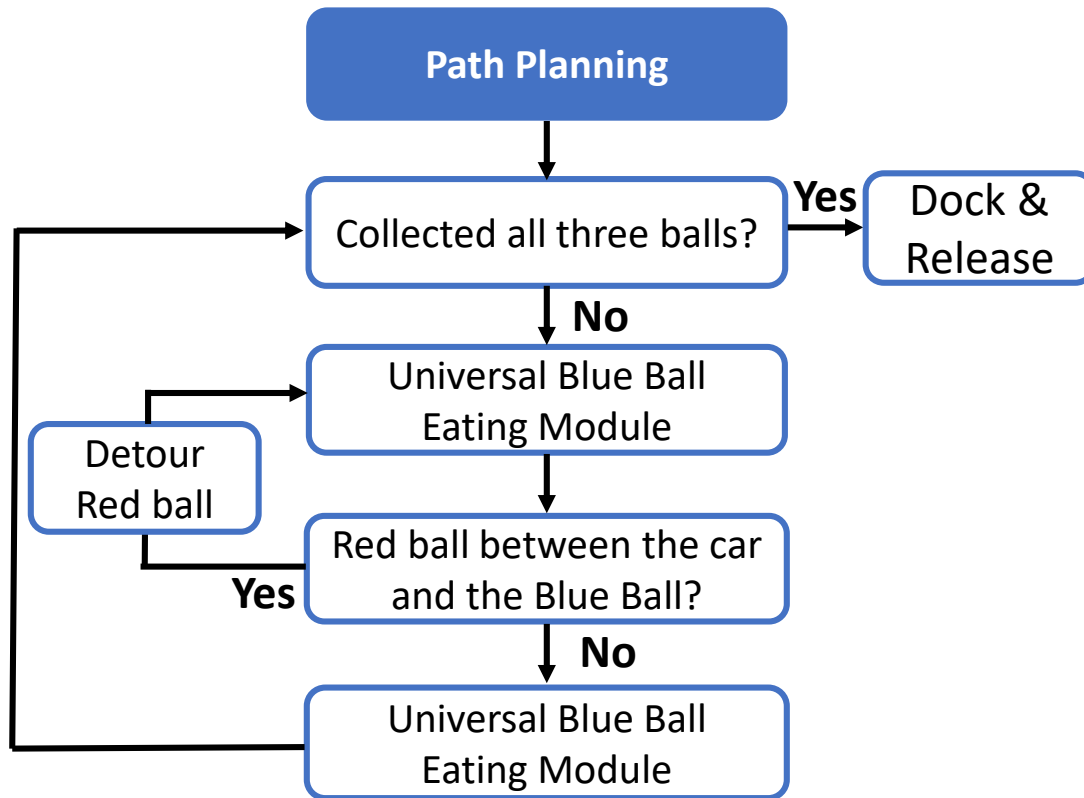 Path Planning
Collected all three balls?
Yes
Dock &
Release
No
Universal Blue Ball
Eating Module
Detour
Red ball
Red ball between the car
and the Blue Ball?
Yes
No
Universal Blue Ball
Eating Module